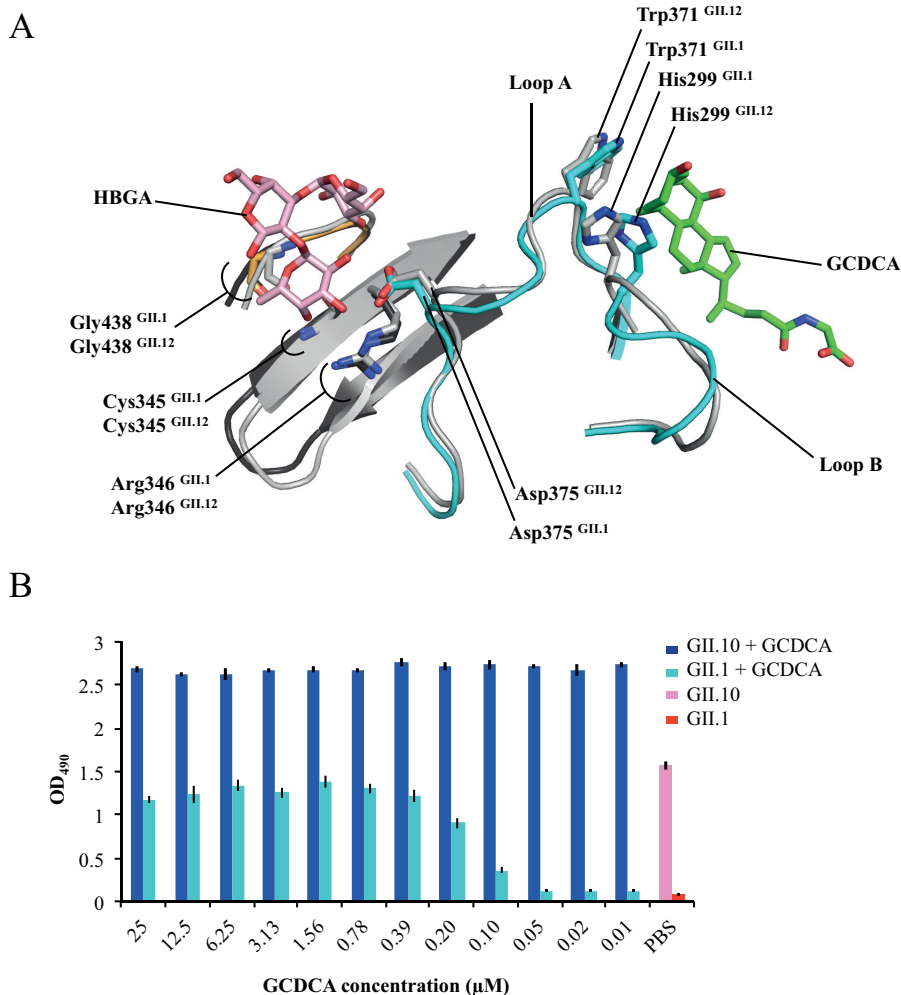 A
Trp371 GII.12
Trp371 GII.1
Loop A
His299 GII.1
His299 GII.12
HBGA
GCDCA
Gly438 GII.1
Gly438 GII.12
Cys345 GII.1
Cys345 GII.12
Loop B
Arg346 GII.1
Arg346 GII.12
Asp375 GII.12
Asp375 GII.1
B
GII.10 + GCDCA
GII.1 + GCDCA
GII.10
GII.1
OD490
3
2.5
2
1.5
1
0.5
0
25 12.5 6.25 3.13 1.56 0.78 0.39 0.20 0.10 0.05 0.02 0.01 PBS
GCDCA concentration (µM)